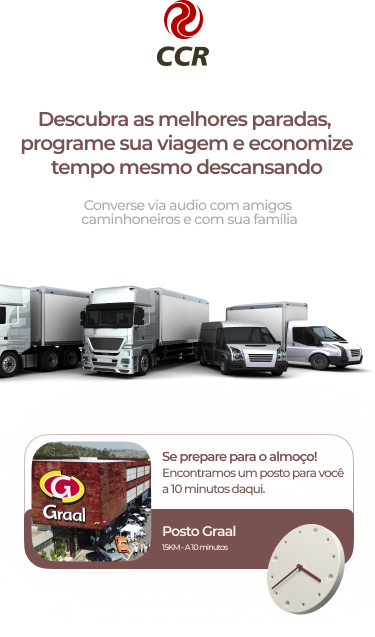 CCR
Descubra as melhores paradas,
programe sua viagem e economize
tempo mesmo descansando
Converse via audio com amigos
caminhoneiros e com sua família
Se prepare para o almoço!
Encontramos um posto para você
a 10 minutos daqui.
G
Graal
Posto Graal
15KM - A 10 minutos